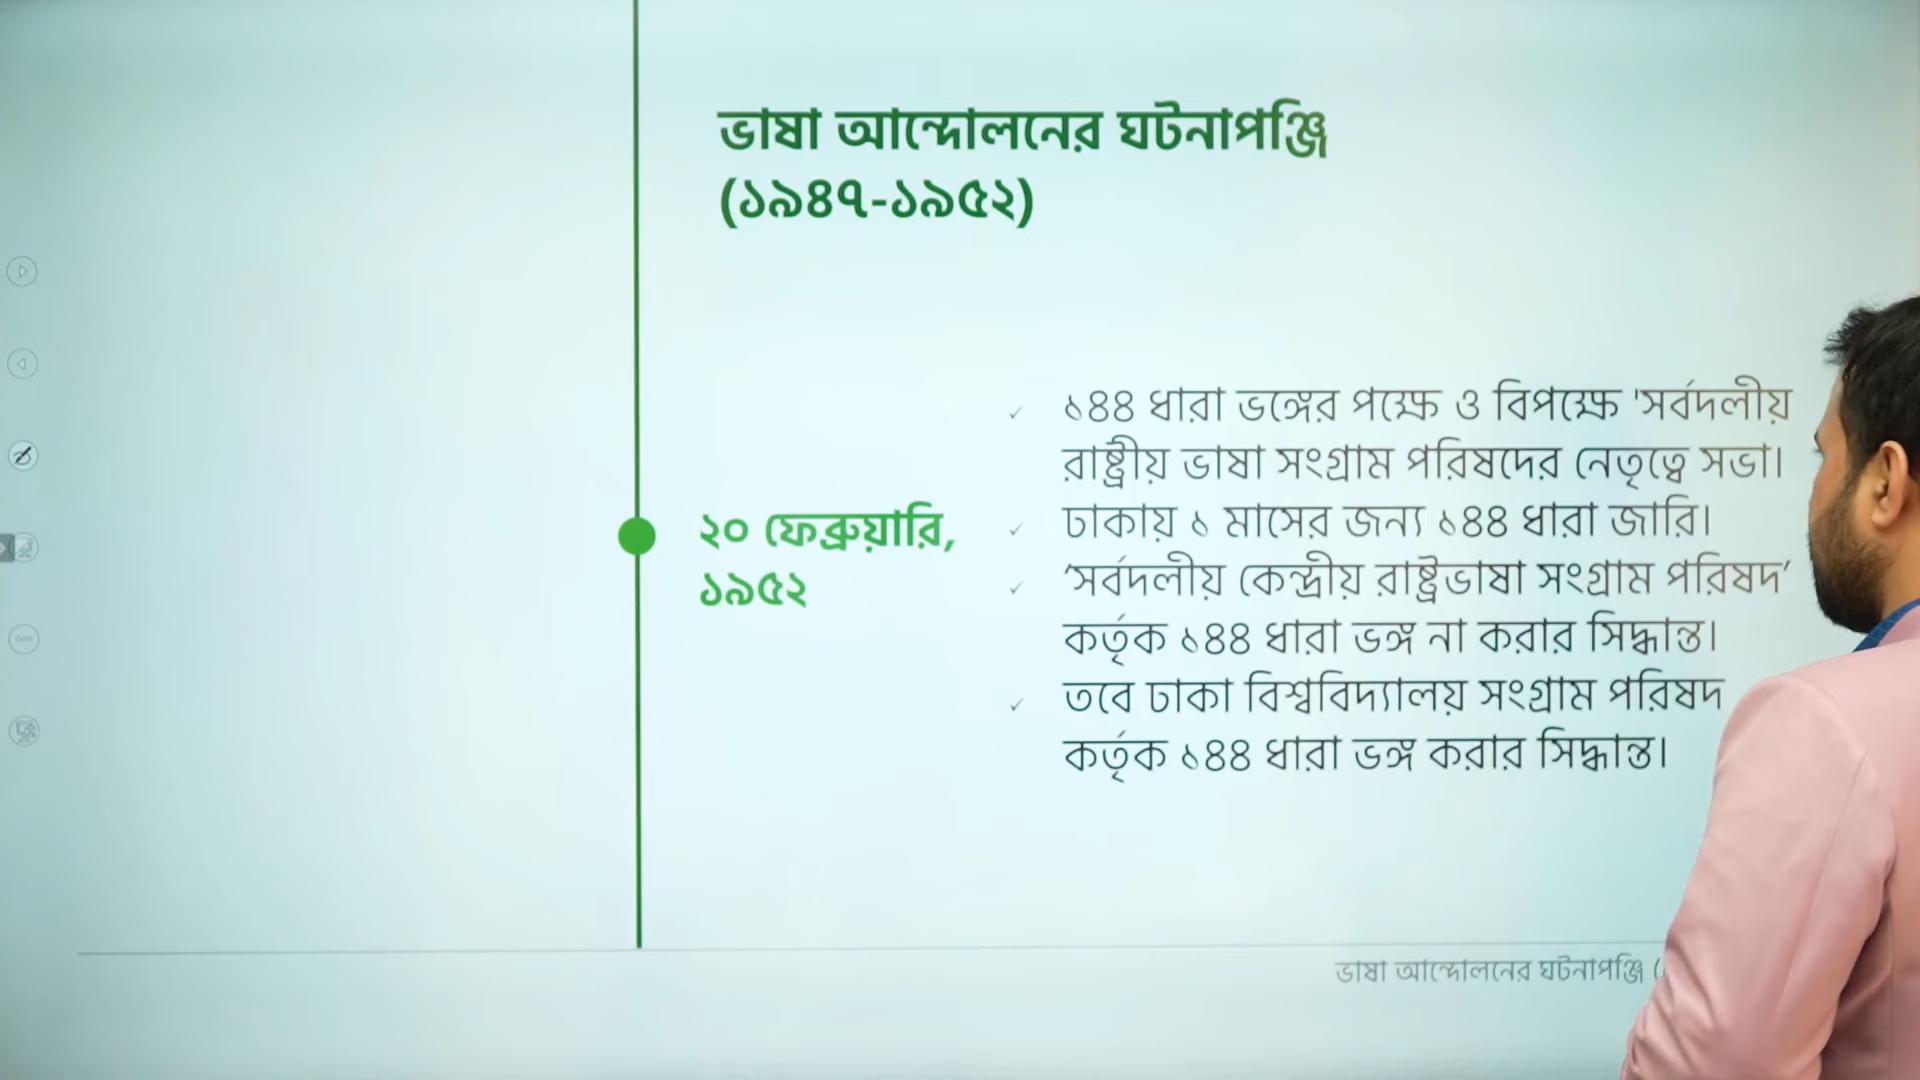 ভাষা আন্দোলনের ঘটনাপঞ্জি
(১৯৪৭-১৯৫২)
২০ ফেব্রুয়ারি,
১৯৫২
✓ ১৪৪ ধারা ভঙ্গের পক্ষে ও বিপক্ষে 'সর্বদলীয়
রাষ্ট্রীয় ভাষা সংগ্রাম পরিষদের নেতৃত্বে সভা।
✓ ঢাকায় ১ মাসের জন্য ১৪৪ ধারা জারি।
✓ ‘সর্বদলীয় কেন্দ্রীয় রাষ্ট্রভাষা সংগ্রাম পরিষদ’
কর্তৃক ১৪৪ ধারা ভঙ্গ না করার সিদ্ধান্ত।
✓ তবে ঢাকা বিশ্ববিদ্যালয় সংগ্রাম পরিষদ
কর্তৃক ১৪৪ ধারা ভঙ্গ করার সিদ্ধান্ত।
ভাষা আন্দোলনের ঘটনাপঞ্জি (